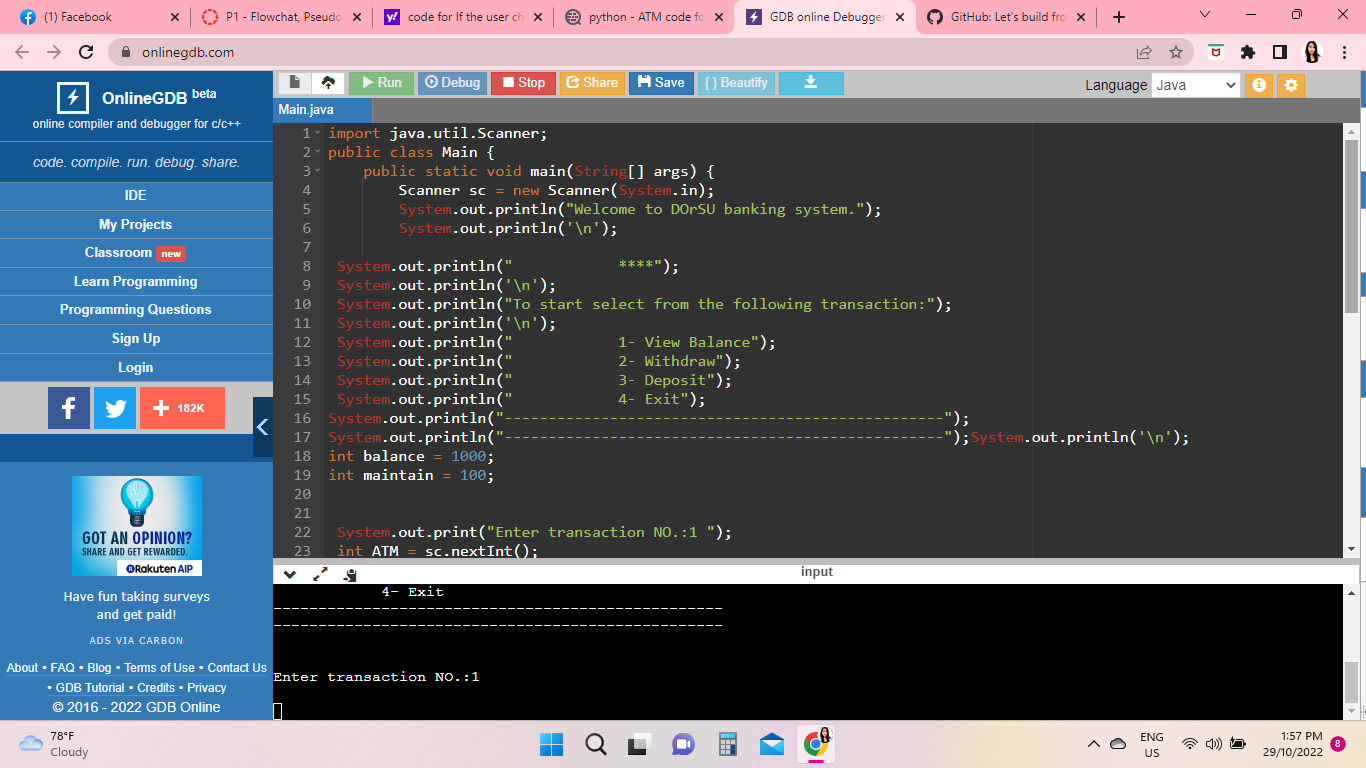 (1) Facebook
P1 - Flowchat, Pseudo
code for If the user ch
python - ATM code fo
GDB online Debugger
GitHub: Let's build fro
onlinegdb.com
OnlineGDB beta
online compiler and debugger for c/c++
code. compile. run. debug. share.
IDE
My Projects
Classroom new
Learn Programming
Programming Questions
Sign Up
Login
182K
GOT AN OPINION?
SHARE AND GET REWARDED.
Rakuten AIP
Have fun taking surveys
and get paid!
ADS VIA CARBON
About • FAQ • Blog • Terms of Use • Contact Us
• GDB Tutorial • Credits • Privacy
© 2016 - 2022 GDB Online
Run Debug Stop Share Save { } Beautify
Language Java
Main.java
1 import java.util.Scanner;
2 public class Main {
3 public static void main(String[] args) {
4 Scanner sc = new Scanner(System.in);
5 System.out.println("Welcome to DOrSU banking system.");
6 System.out.println('\n');
7
8 System.out.println("            ****");
9 System.out.println('\n');
10 System.out.println("To start select from the following transaction:");
11 System.out.println('\n');
12 System.out.println("            1- View Balance");
13 System.out.println("            2- Withdraw");
14 System.out.println("            3- Deposit");
15 System.out.println("            4- Exit");
16 System.out.println("--------------------------------------------------");
17 System.out.println("--------------------------------------------------");System.out.println('\n');
18 int balance = 1000;
19 int maintain = 100;
20
21
22 System.out.print("Enter transaction NO.:1 ");
23 int ATM = sc.nextInt();
input
4- Exit
--------------------------------------------------
--------------------------------------------------
Enter transaction NO.:1
78°F
Cloudy
ENG
US
1:57 PM
29/10/2022
8